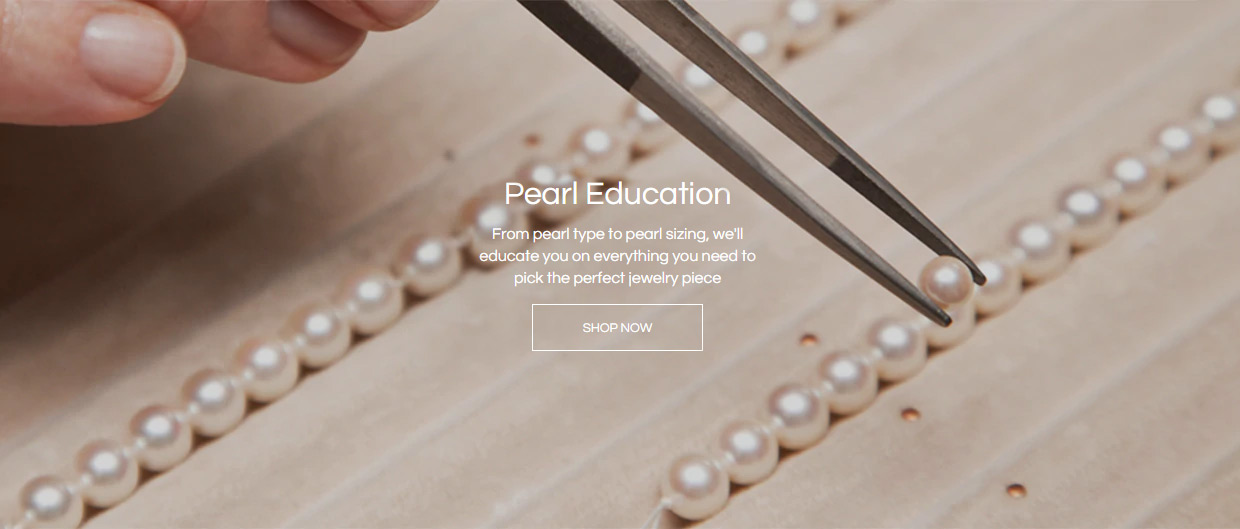 Pearl Education
From pearl type to pearl sizing, we'll
educate you on everything you need to
pick the perfect jewelry piece
SHOP NOW